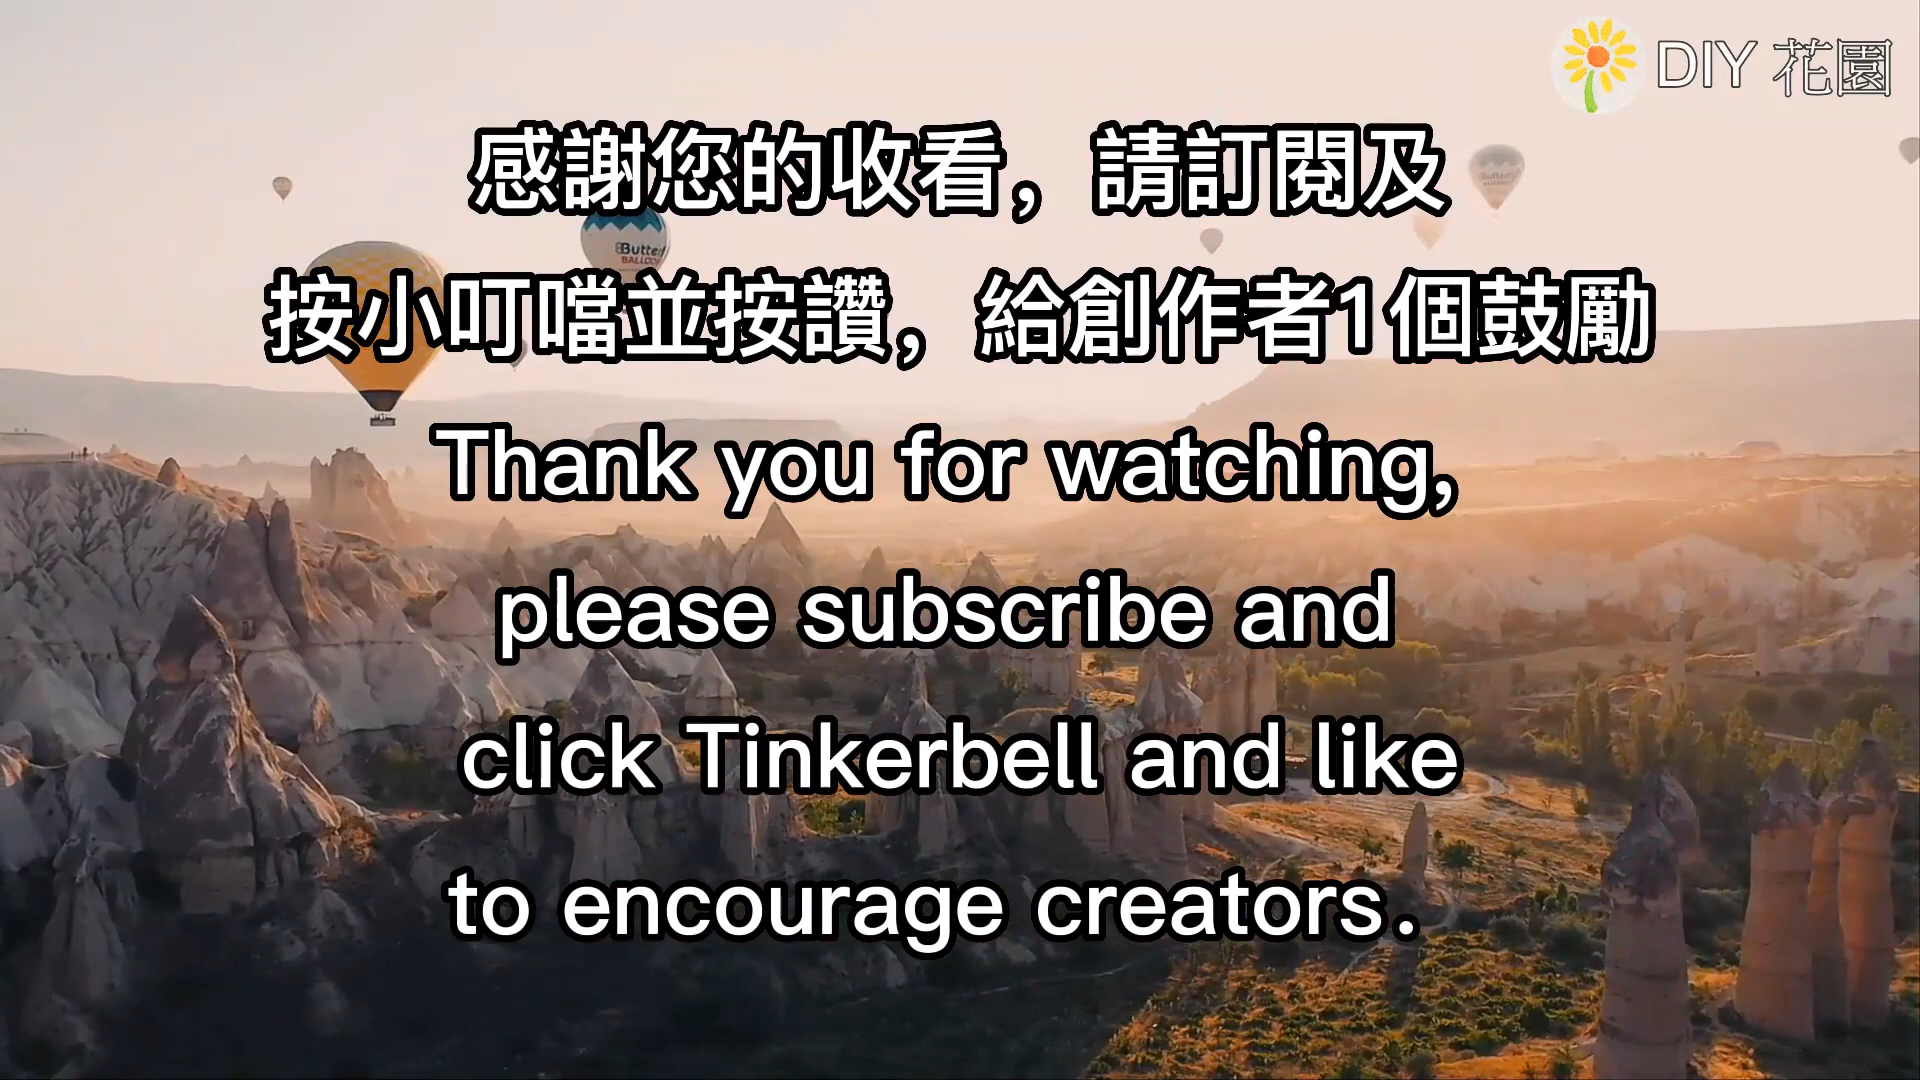 DIY 花園
感謝您的收看，請訂閱及
按小叮噹並按讚，給創作者1個鼓勵
Thank you for watching,
please subscribe and
click Tinkerbell and like
to encourage creators.
Butterf
BALLOO